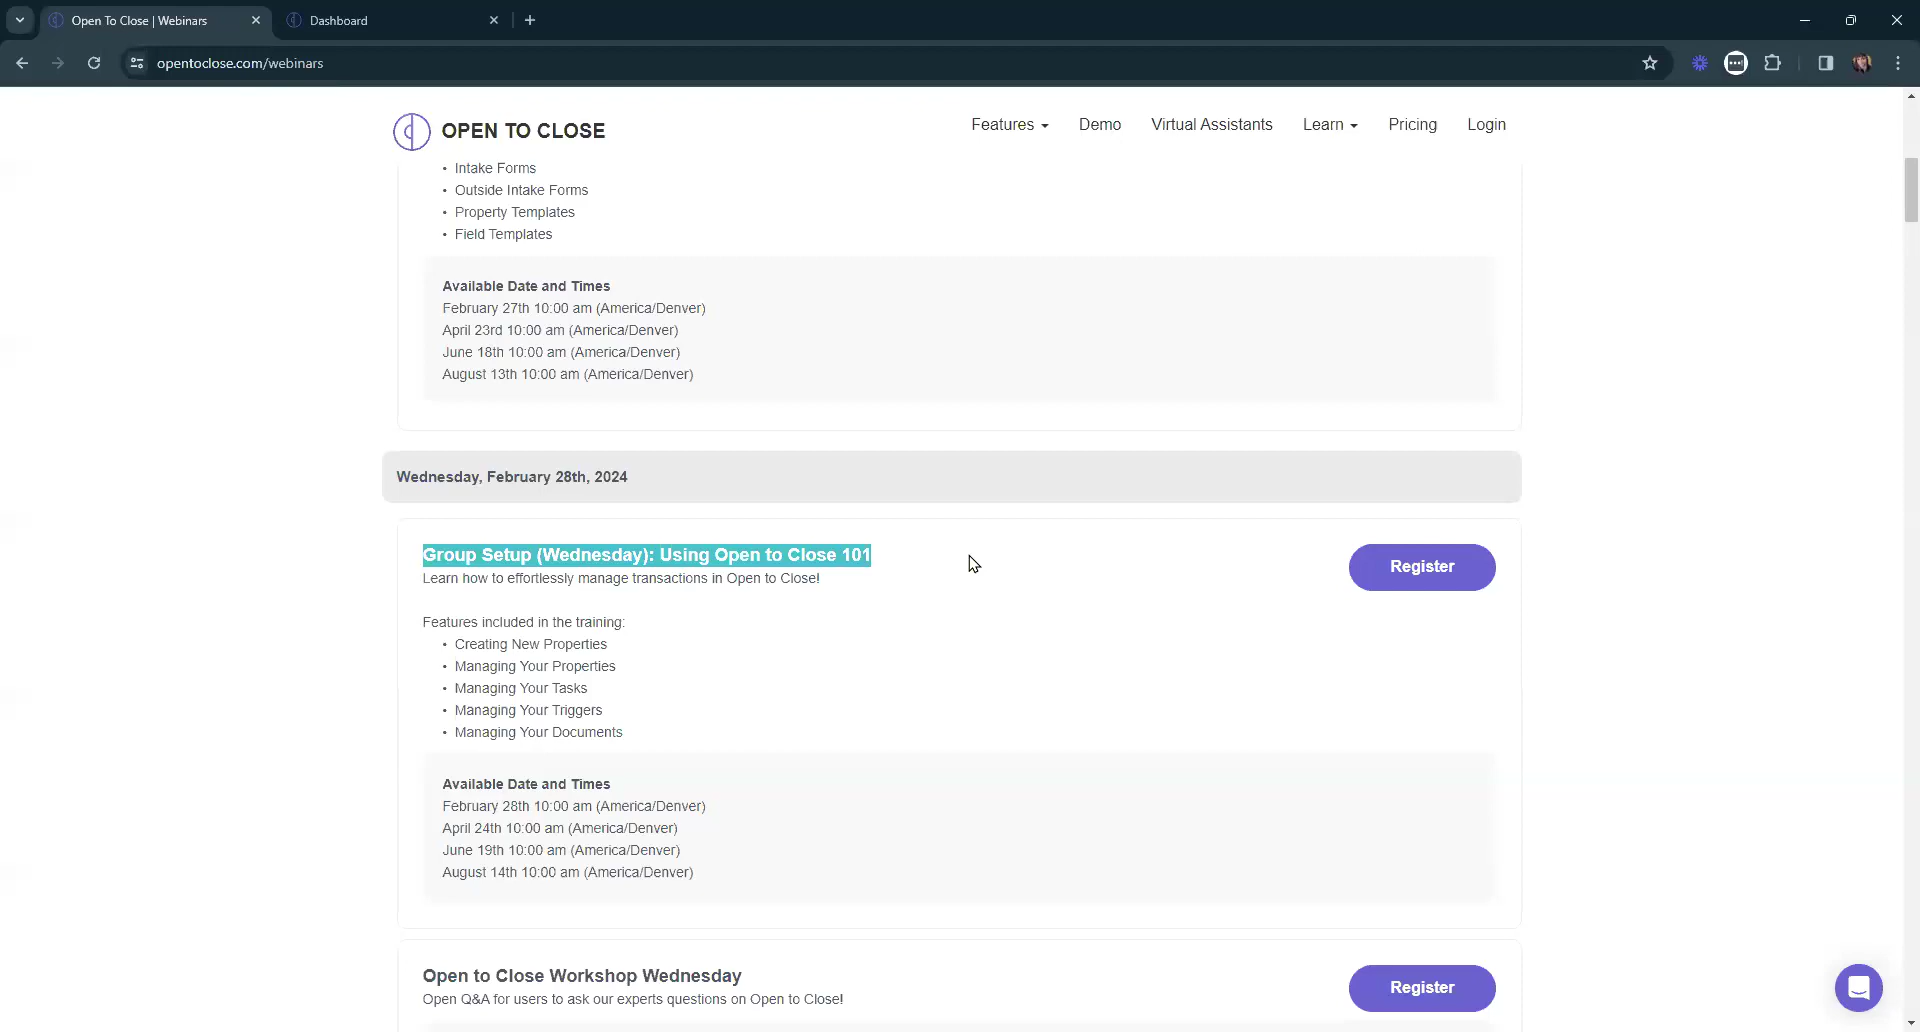 Open To Close | Webinars
Dashboard
opentoclose.com/webinars
OPEN TO CLOSE
Features
Demo
Virtual Assistants
Learn
Pricing
Login
• Intake Forms
• Outside Intake Forms
• Property Templates
• Field Templates
Available Date and Times
February 27th 10:00 am (America/Denver)
April 23rd 10:00 am (America/Denver)
June 18th 10:00 am (America/Denver)
August 13th 10:00 am (America/Denver)
Wednesday, February 28th, 2024
Group Setup (Wednesday): Using Open to Close 101
Register
Learn how to effortlessly manage transactions in Open to Close!
Features included in the training:
• Creating New Properties
• Managing Your Properties
• Managing Your Tasks
• Managing Your Triggers
• Managing Your Documents
Available Date and Times
February 28th 10:00 am (America/Denver)
April 24th 10:00 am (America/Denver)
June 19th 10:00 am (America/Denver)
August 14th 10:00 am (America/Denver)
Open to Close Workshop Wednesday
Register
Open Q&A for users to ask our experts questions on Open to Close!